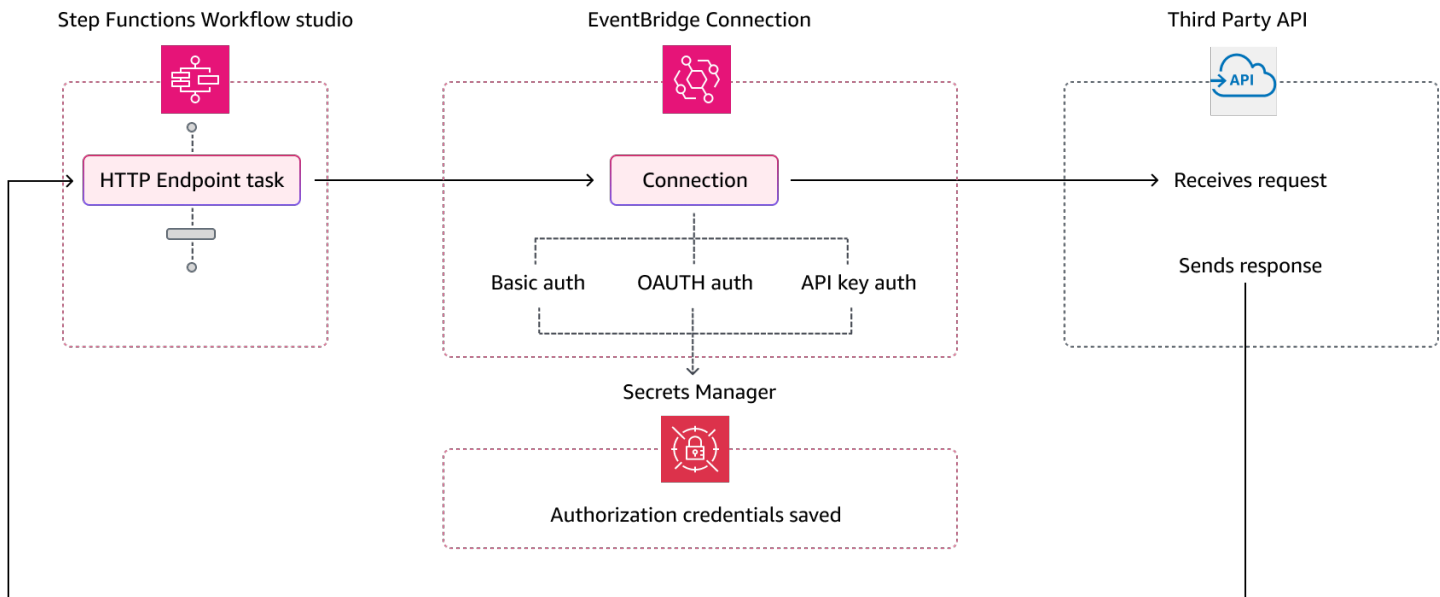 Step Functions Workflow studio
EventBridge Connection
Third Party API
API
HTTP Endpoint task
Connection
Receives request
Basic auth
OAUTH auth
API key auth
Sends response
Secrets Manager
Authorization credentials saved